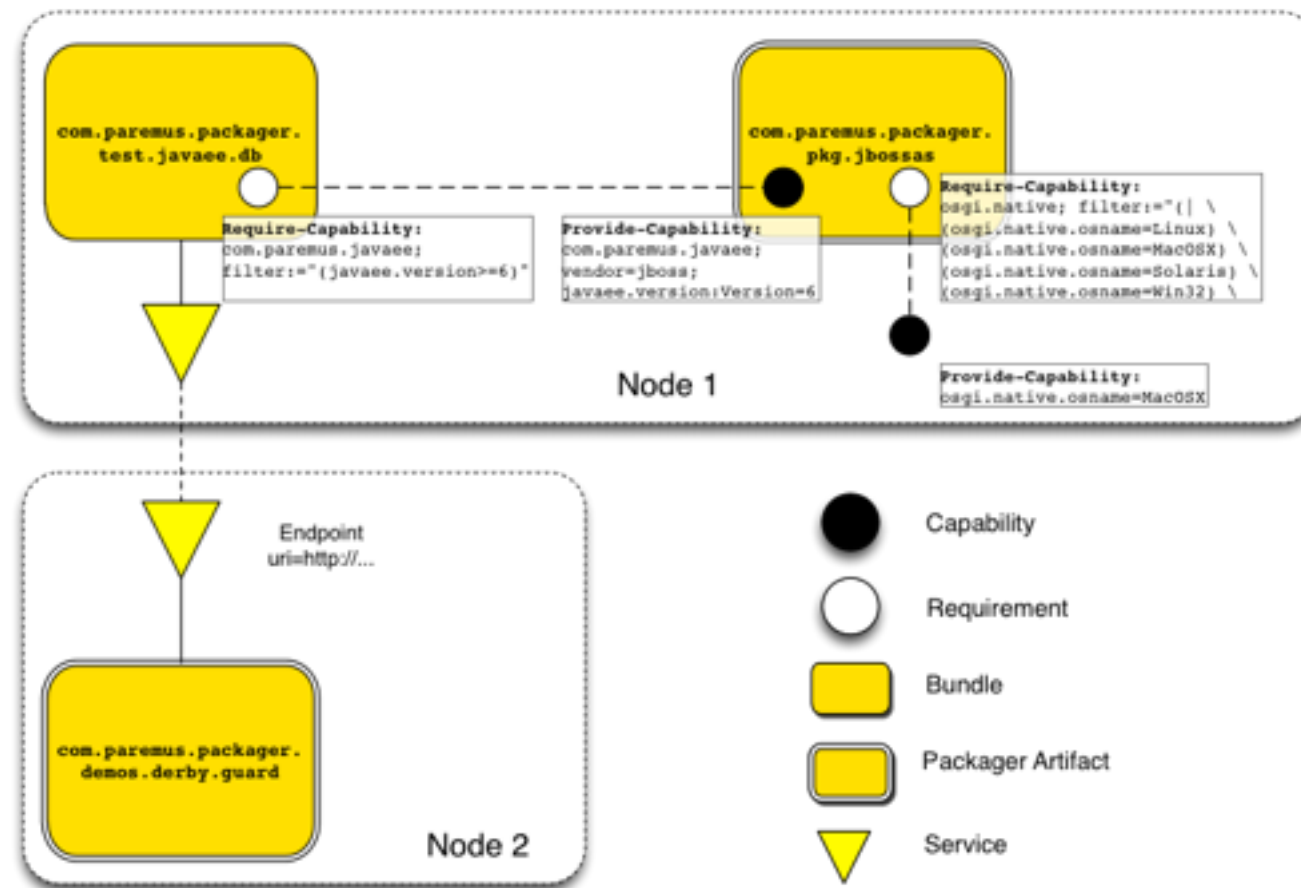 com.paremus.packager.
test.javaee.db
com.paremus.packager.
pkg.jbossas
Require-Capability:
com.paremus.javaee;
filter:="(javaee.version>=6)"
Provide-Capability:
com.paremus.javaee;
vendor=jboss;
javaee.version:Version=6
Require-Capability:
osgi.native; filter:="(| \
(osgi.native.osname=Linux) \
(osgi.native.osname=MacOSX) \
(osgi.native.osname=Solaris) \
(osgi.native.osname=Win32) \
Provide-Capability:
osgi.native.osname=MacOSX
Node 1
Endpoint
uri=http://...
com.paremus.packager.
demos.derby.guard
Node 2
Capability
Requirement
Bundle
Packager Artifact
Service